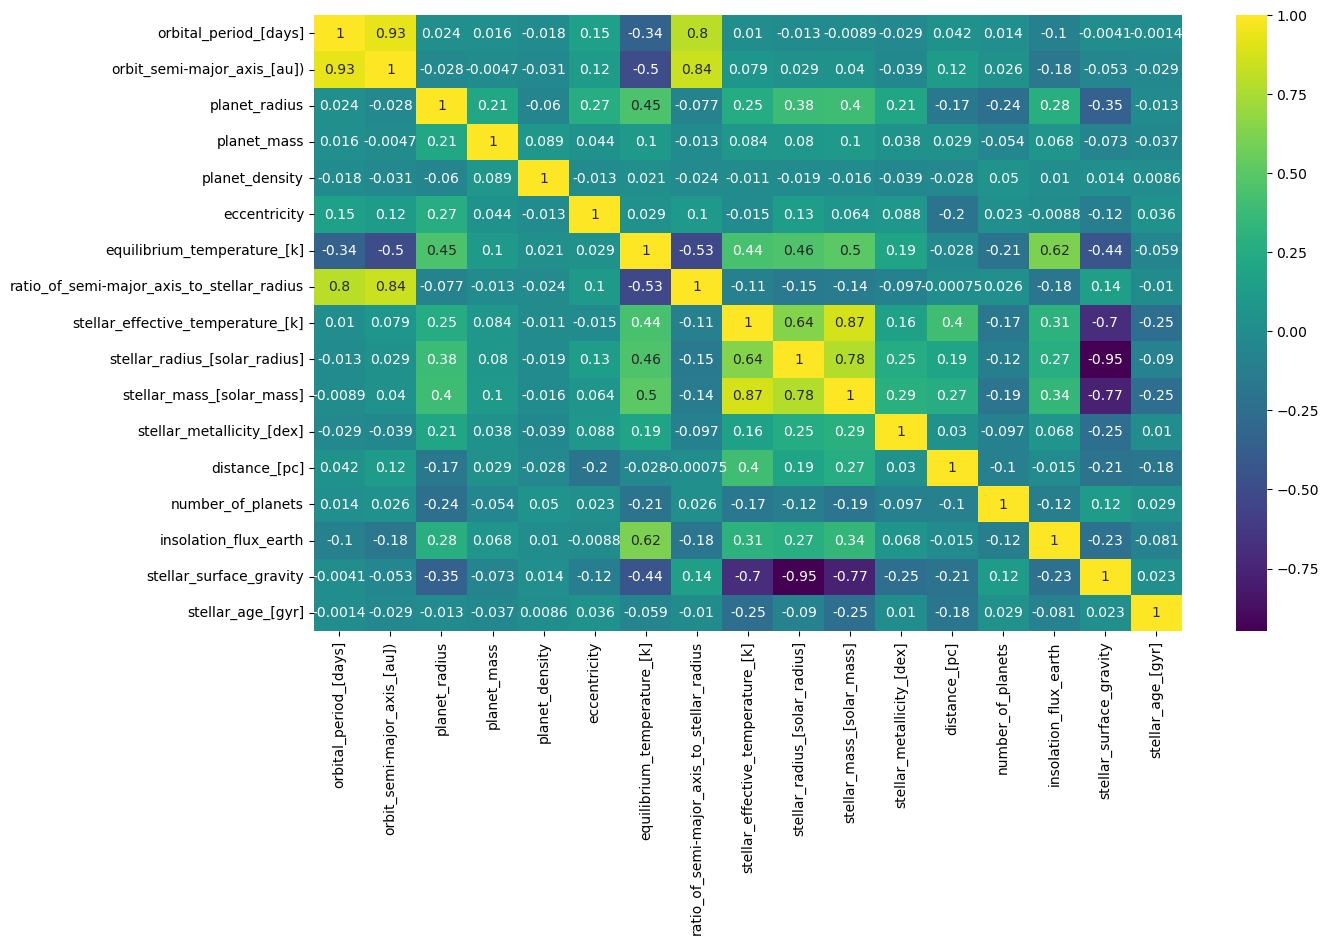 orbital_period_[days] 1 0.93 0.024 0.016 -0.018 0.15 -0.34 0.8 0.01 -0.013 -0.0089 -0.029 0.042 0.014 -0.1 -0.0041 -0.0014
orbit_semi-major_axis_[au]) 0.93 1 -0.028 -0.0047 -0.031 0.12 -0.5 0.84 0.079 0.029 0.04 -0.039 0.12 0.026 -0.18 -0.053 -0.029
planet_radius 0.024 -0.028 1 0.21 -0.06 0.27 0.45 -0.077 0.25 0.38 0.4 0.21 -0.17 -0.24 0.28 -0.35 -0.013
planet_mass 0.016 -0.0047 0.21 1 0.089 0.044 0.1 -0.013 0.084 0.08 0.1 0.038 0.029 -0.054 0.068 -0.073 -0.037
planet_density -0.018 -0.031 -0.06 0.089 1 -0.013 0.021 -0.024 -0.011 -0.019 -0.016 -0.039 -0.028 0.05 0.01 0.014 0.0086
eccentricity 0.15 0.12 0.27 0.044 -0.013 1 0.029 0.1 -0.015 0.13 0.064 0.088 -0.2 0.023 -0.0088 -0.12 0.036
equilibrium_temperature_[k] -0.34 -0.5 0.45 0.1 0.021 0.029 1 -0.53 0.44 0.46 0.5 0.19 -0.028 -0.21 0.62 -0.44 -0.059
ratio_of_semi-major_axis_to_stellar_radius 0.8 0.84 -0.077 -0.013 -0.024 0.1 -0.53 1 -0.11 -0.15 -0.14 -0.097 -0.00075 0.026 -0.18 0.14 -0.01
stellar_effective_temperature_[k] 0.01 0.079 0.25 0.084 -0.011 -0.015 0.44 -0.11 1 0.64 0.87 0.16 0.4 -0.17 0.31 -0.7 -0.25
stellar_radius_[solar_radius] -0.013 0.029 0.38 0.08 -0.019 0.13 0.46 -0.15 0.64 1 0.78 0.25 0.19 -0.12 0.27 -0.95 -0.09
stellar_mass_[solar_mass] -0.0089 0.04 0.4 0.1 -0.016 0.064 0.5 -0.14 0.87 0.78 1 0.29 0.27 -0.19 0.34 -0.77 -0.25
stellar_metallicity_[dex] -0.029 -0.039 0.21 0.038 -0.039 0.088 0.19 -0.097 0.16 0.25 0.29 1 0.03 -0.097 0.068 -0.25 0.01
distance_[pc] 0.042 0.12 -0.17 0.029 -0.028 -0.2 -0.028 -0.00075 0.4 0.19 0.27 0.03 1 -0.1 -0.015 -0.21 -0.18
number_of_planets 0.014 0.026 -0.24 -0.054 0.05 0.023 -0.21 0.026 -0.17 -0.12 -0.19 -0.097 -0.1 1 -0.12 0.12 0.029
insolation_flux_earth -0.1 -0.18 0.28 0.068 0.01 -0.0088 0.62 -0.18 0.31 0.27 0.34 0.068 -0.015 -0.12 1 -0.23 -0.081
stellar_surface_gravity -0.0041 -0.053 -0.35 -0.073 0.014 -0.12 -0.44 0.14 -0.7 -0.95 -0.77 -0.25 -0.21 0.12 -0.23 1 0.023
stellar_age_[gyr] -0.0014 -0.029 -0.013 -0.037 0.0086 0.036 -0.059 -0.01 -0.25 -0.09 -0.25 0.01 -0.18 0.029 -0.081 0.023 1
orbital_period_[days]
orbit_semi-major_axis_[au])
planet_radius
planet_mass
planet_density
eccentricity
equilibrium_temperature_[k]
ratio_of_semi-major_axis_to_stellar_radius
stellar_effective_temperature_[k]
stellar_radius_[solar_radius]
stellar_mass_[solar_mass]
stellar_metallicity_[dex]
distance_[pc]
number_of_planets
insolation_flux_earth
stellar_surface_gravity
stellar_age_[gyr]
1.00
0.75
0.50
0.25
0.00
−0.25
−0.50
−0.75